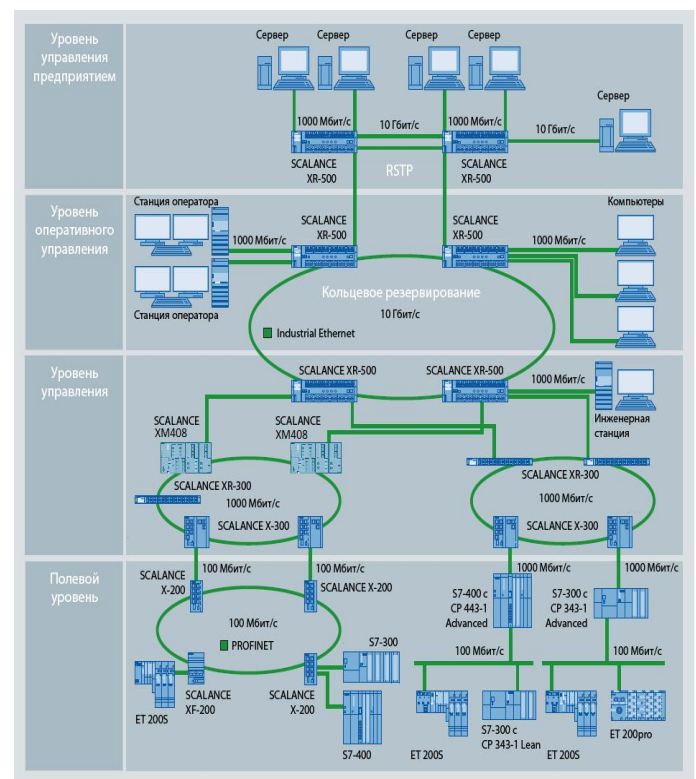 Уровень
управления
предприятием
Сервер
Сервер
Сервер
Сервер
Сервер
1000 Мбит/с
10 Гбит/с
1000 Мбит/с
10 Гбит/с
SCALANCE
XR-500
RSTP
SCALANCE
XR-500
Уровень
оперативного
управления
Станция оператора
1000 Мбит/с
Станция оператора
SCALANCE
XR-500
SCALANCE
XR-500
1000 Мбит/с
Компьютеры
Кольцевое резервирование
10 Гбит/с
Industrial Ethernet
Уровень
управления
SCALANCE XR-500
SCALANCE XR-500
1000 Мбит/с
Инженерная
станция
SCALANCE
XM408
SCALANCE
XM408
SCALANCE XR-300
1000 Мбит/с
SCALANCE X-300
SCALANCE XR-300
1000 Мбит/с
SCALANCE X-300
Полевой
уровень
100 Мбит/с
100 Мбит/с
1000 Мбит/с
1000 Мбит/с
SCALANCE
X-200
SCALANCE X-200
100 Мбит/с
PROFINET
S7-300
ET 200S
SCALANCE
XF-200
SCALANCE
X-200
S7-400
S7-400 с
CP 443-1
Advanced
S7-300 с
CP 343-1
Advanced
100 Мбит/с
100 Мбит/с
ET 200S
S7-300 с
CP 343-1 Lean
ET 200S
ET 200pro